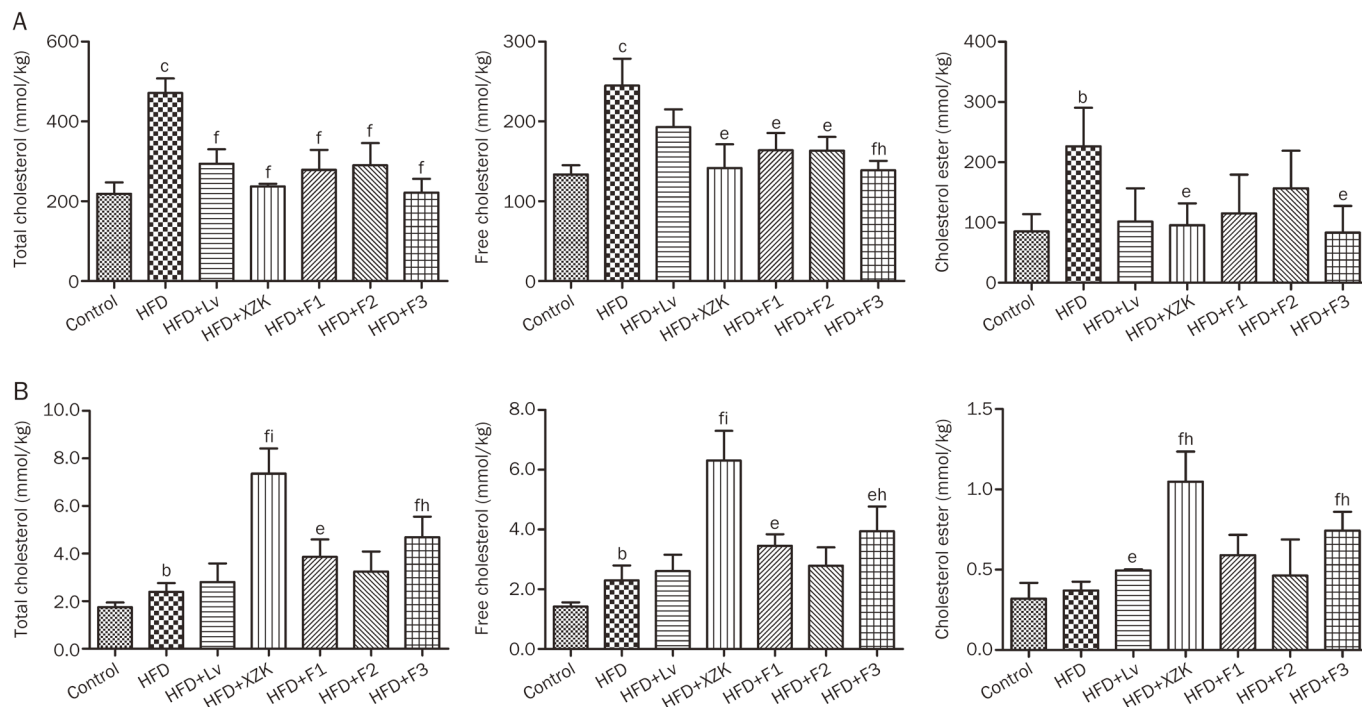 A
Total cholesterol (mmol/kg)
600
400
200
0
c
f
f
f
f
f
Control
HFD
HFD+Lv
HFD+XZK
HFD+F1
HFD+F2
HFD+F3
Free cholesterol (mmol/kg)
300
200
100
0
c
e
e
e
fh
Control
HFD
HFD+Lv
HFD+XZK
HFD+F1
HFD+F2
HFD+F3
Cholesterol ester (mmol/kg)
400
300
200
100
0
b
e
e
Control
HFD
HFD+Lv
HFD+XZK
HFD+F1
HFD+F2
HFD+F3
B
Total cholesterol (mmol/kg)
10.0
8.0
6.0
4.0
2.0
0.0
b
fi
e
fh
Control
HFD
HFD+Lv
HFD+XZK
HFD+F1
HFD+F2
HFD+F3
Free cholesterol (mmol/kg)
8.0
6.0
4.0
2.0
0.0
b
fi
e
eh
Control
HFD
HFD+Lv
HFD+XZK
HFD+F1
HFD+F2
HFD+F3
Cholesterol ester (mmol/kg)
1.5
1.0
0.5
0.0
e
fh
fh
Control
HFD
HFD+Lv
HFD+XZK
HFD+F1
HFD+F2
HFD+F3